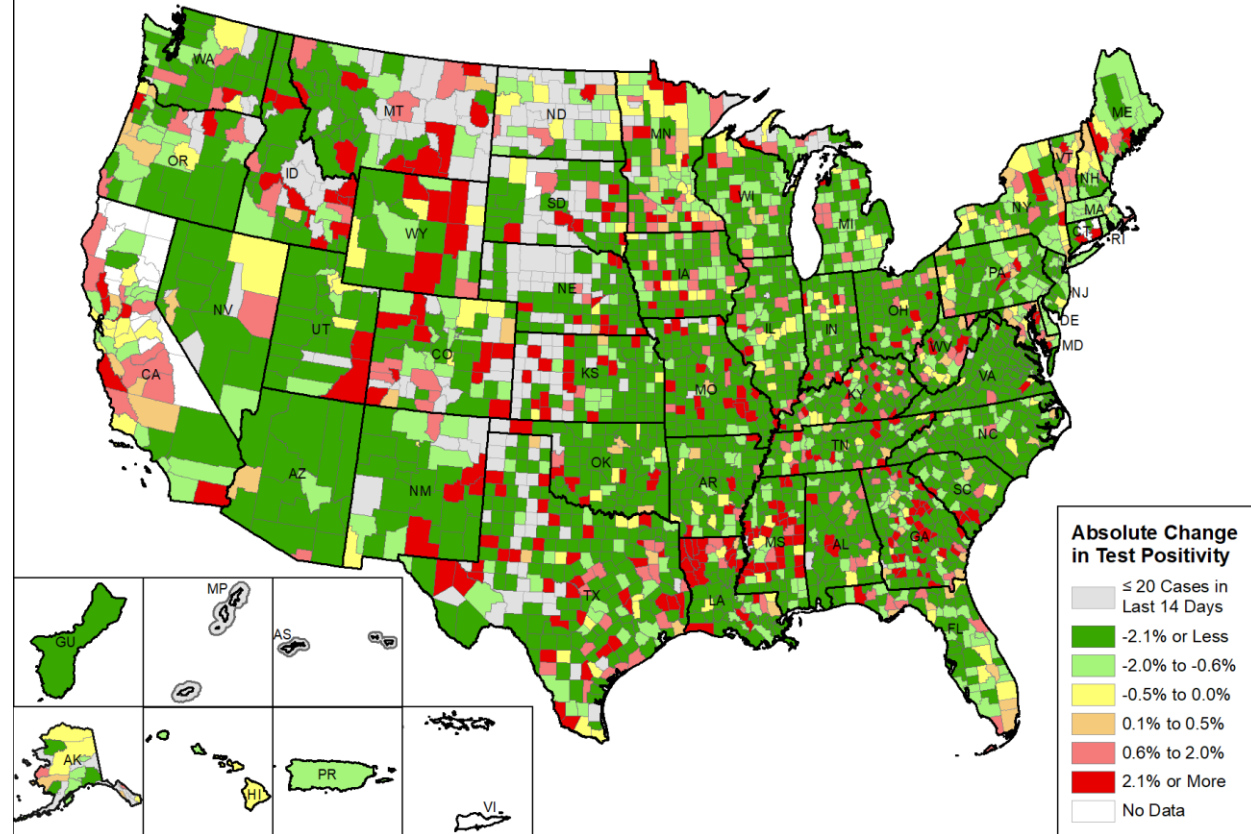 WA
MT
ND
MN
ME
OR
ID
SD
WI
MI
VT
NH
NY
MA
CT
RI
WY
IA
NE
PA
NJ
NV
UT
CO
IL
IN
OH
DE
MD
WV
CA
KS
MO
KY
VA
AZ
NM
OK
AR
TN
NC
SC
MS
AL
GA
TX
LA
FL
GU
MP
AS
AK
HI
PR
VI
Absolute Change
in Test Positivity
≤ 20 Cases in
Last 14 Days
-2.1% or Less
-2.0% to -0.6%
-0.5% to 0.0%
0.1% to 0.5%
0.6% to 2.0%
2.1% or More
No Data